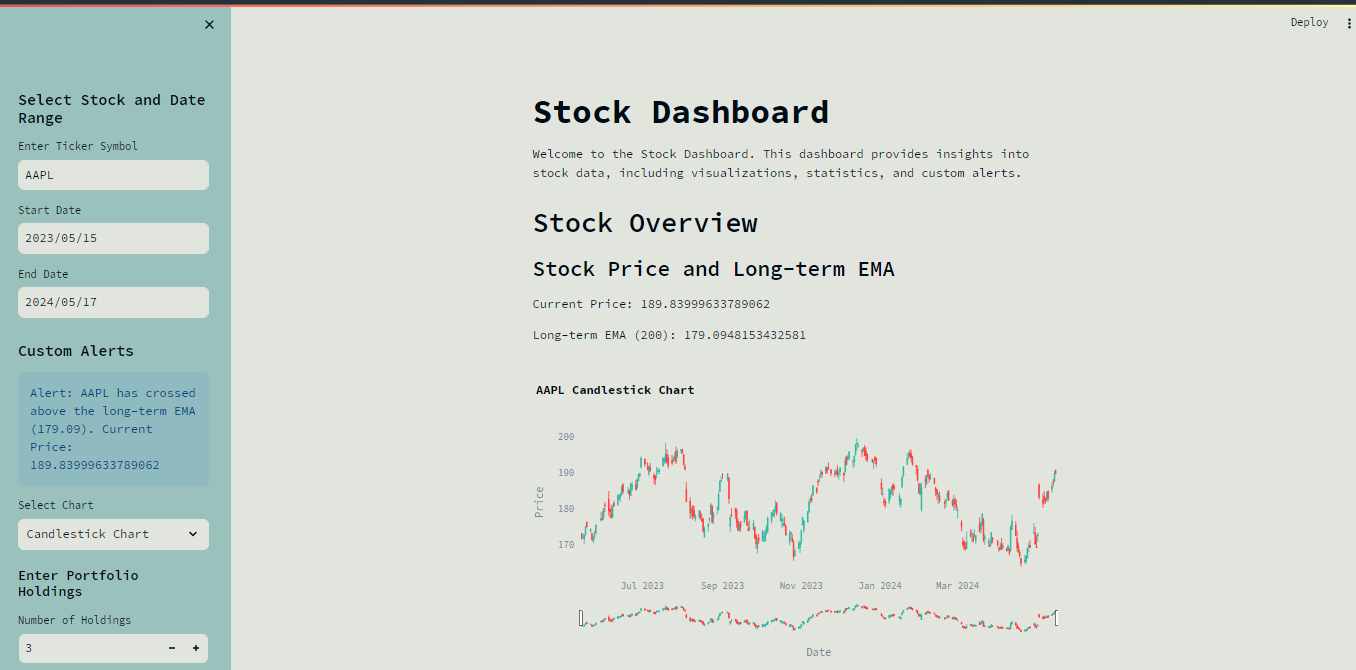 Deploy
Select Stock and Date
Range
Enter Ticker Symbol
AAPL
Start Date
2023/05/15
End Date
2024/05/17
Custom Alerts
Alert: AAPL has crossed
above the long-term EMA
(179.09). Current
Price:
189.83999633789062
Select Chart
Candlestick Chart
Enter Portfolio
Holdings
Number of Holdings
3
Stock Dashboard
Welcome to the Stock Dashboard. This dashboard provides insights into
stock data, including visualizations, statistics, and custom alerts.
Stock Overview
Stock Price and Long-term EMA
Current Price: 189.83999633789062
Long-term EMA (200): 179.0948153432581
AAPL Candlestick Chart
200
190
180
170
Price
Jul 2023 Sep 2023 Nov 2023 Jan 2024 Mar 2024
Date